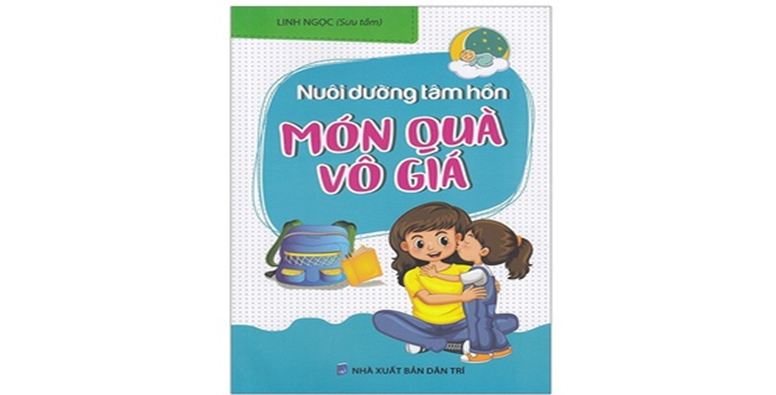 LINH NGỌC (Sưu tầm)
Nuôi dưỡng tâm hồn
MÓN QUÀ
VÔ GIÁ
NHÀ XUẤT BẢN DÂN TRÍ